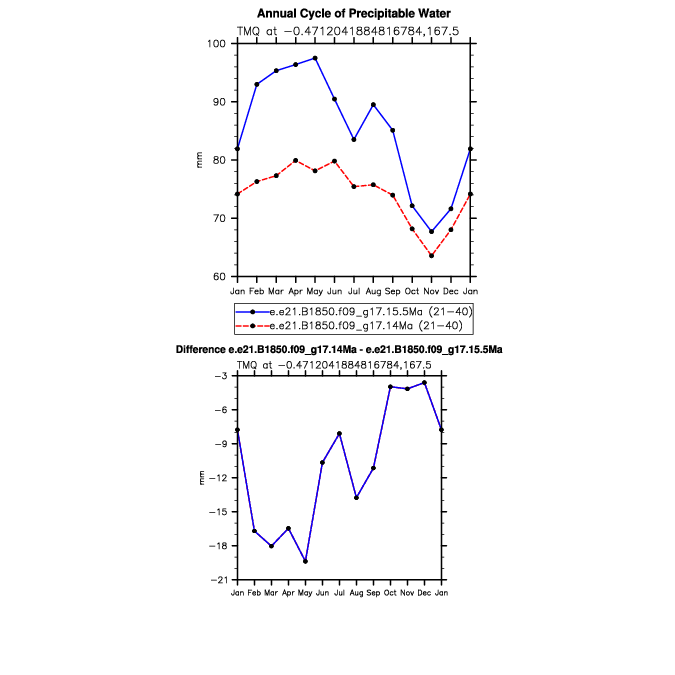 Annual Cycle of Precipitable Water
TMQ at −0.4712041884816784,167.5
100
90
80
70
60
mm
Jan Feb Mar Apr May Jun Jul Aug Sep Oct Nov Dec Jan
e.e21.B1850.f09_g17.15.5Ma (21−40)
e.e21.B1850.f09_g17.14Ma (21−40)
Difference e.e21.B1850.f09_g17.14Ma - e.e21.B1850.f09_g17.15.5Ma
TMQ at −0.4712041884816784,167.5
−3
−6
−9
−12
−15
−18
−21
mm
Jan Feb Mar Apr May Jun Jul Aug Sep Oct Nov Dec Jan